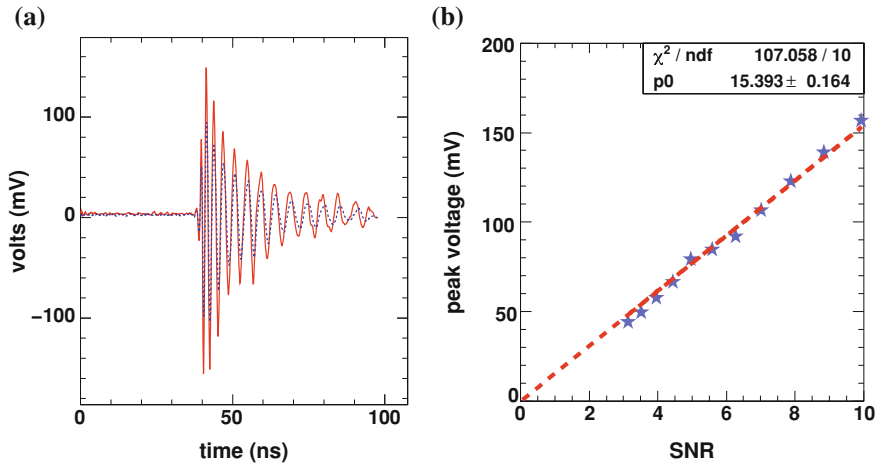 (a)
volts (mV)
100
0
−100
0
50
100
time (ns)
(b)
peak voltage (mV)
200
150
100
50
0
χ² / ndf 107.058 / 10
p0 15.393 ± 0.164
0
2
4
6
8
10
SNR